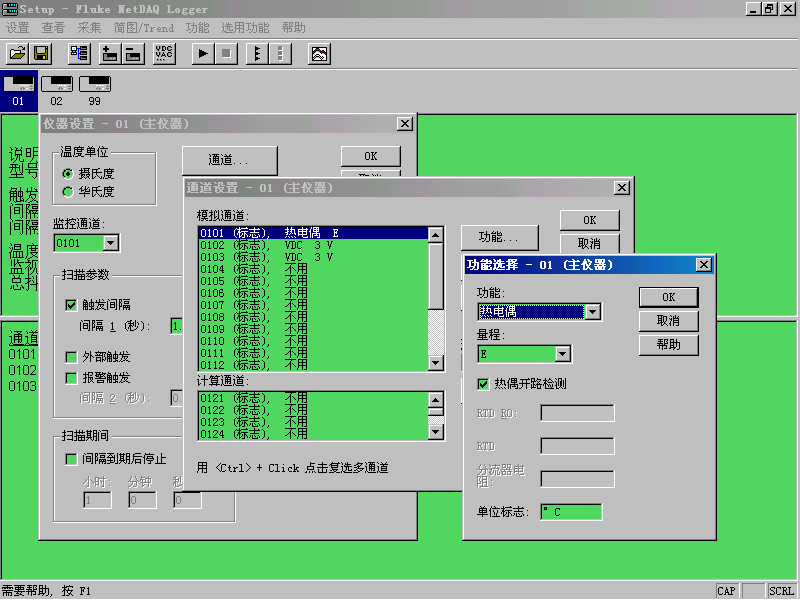 Setup - Fluke NetDAQ Logger
设置 查看 采集 简图/Trend 功能 选用功能 帮助
VDC
VAC
01 02 99
仪器设置 - 01 (主仪器)
说明
型号
触发
间隔
间隔
温度
监视
总扫
温度单位
摄氏度
华氏度
通道...
OK
监控通道:
0101
扫描参数
触发间隔
间隔 1 (秒): 1.
外部触发
报警触发
间隔 2 (秒): 0.
扫描期间
间隔到期后停止
小时: 分钟 秒
1 0 0
通道
0101
0102
0103
通道设置 - 01 (主仪器)
模拟通道:
0101 (标志), 热电偶 E
0102 (标志), VDC 3 V
0103 (标志), VDC 3 V
0104 (标志), 不用
0105 (标志), 不用
0106 (标志), 不用
0107 (标志), 不用
0108 (标志), 不用
0109 (标志), 不用
0110 (标志), 不用
0111 (标志), 不用
0112 (标志), 不用
计算通道:
0121 (标志), 不用
0122 (标志), 不用
0123 (标志), 不用
0124 (标志), 不用
用 <Ctrl> + Click 点击复选多通道
功能...
OK
取消
功能选择 - 01 (主仪器)
功能:
热电偶
量程:
E
热偶开路检测
RTD R0:
RTD
分流器电
阻:
单位标志: ° C
OK
取消
帮助
需要帮助, 按 F1
CAP SCRL